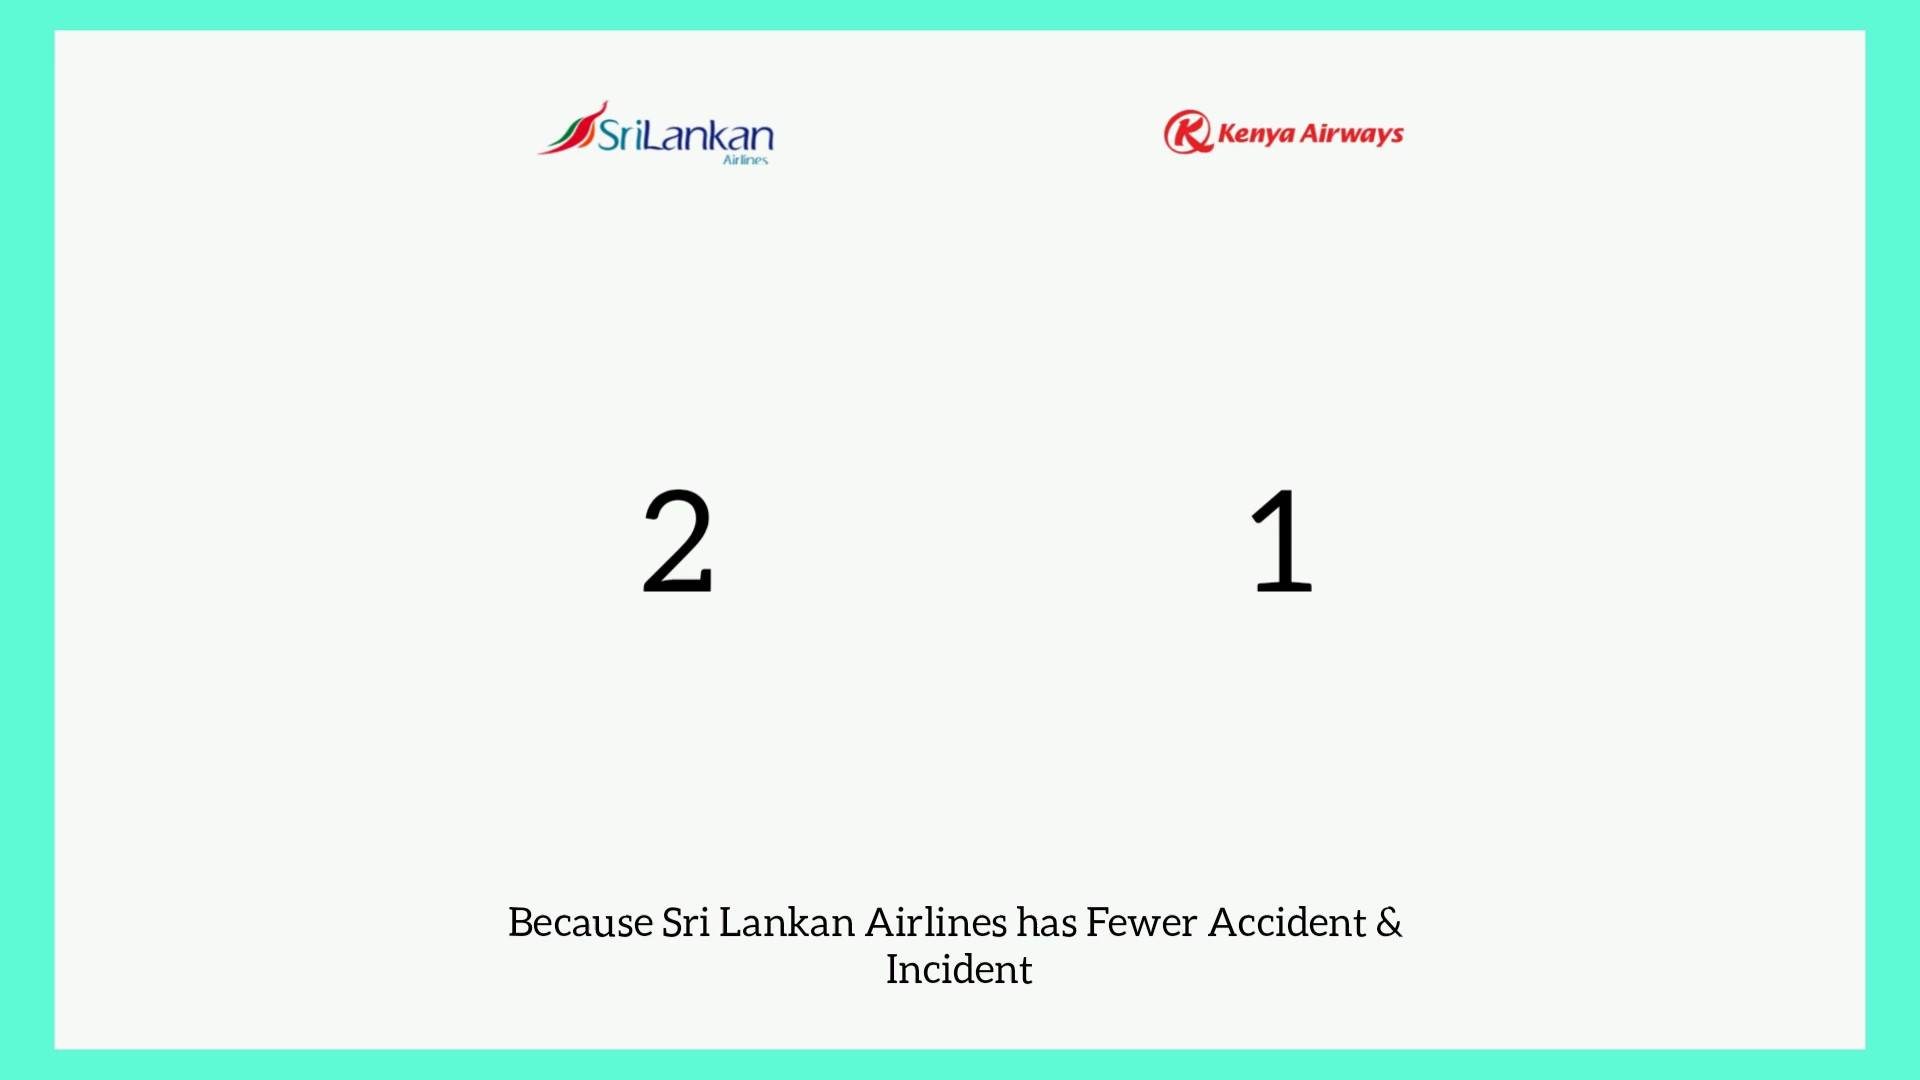 SriLankan
Airlines
Kenya Airways
2
1
Because Sri Lankan Airlines has Fewer Accident &
Incident